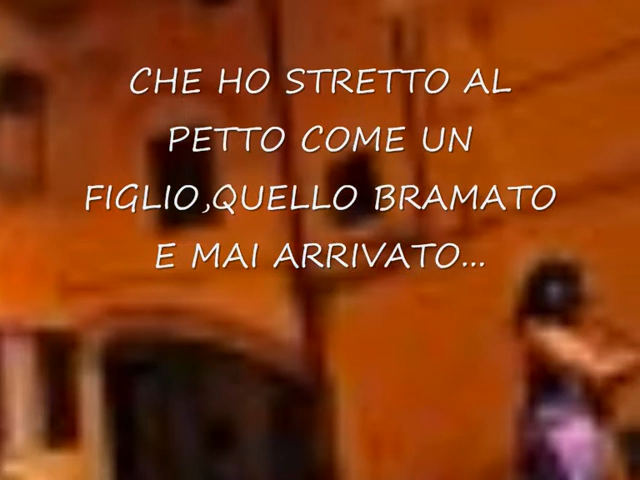 CHE HO STRETTO AL
PETTO COME UN
FIGLIO,QUELLO BRAMATO
E MAI ARRIVATO...